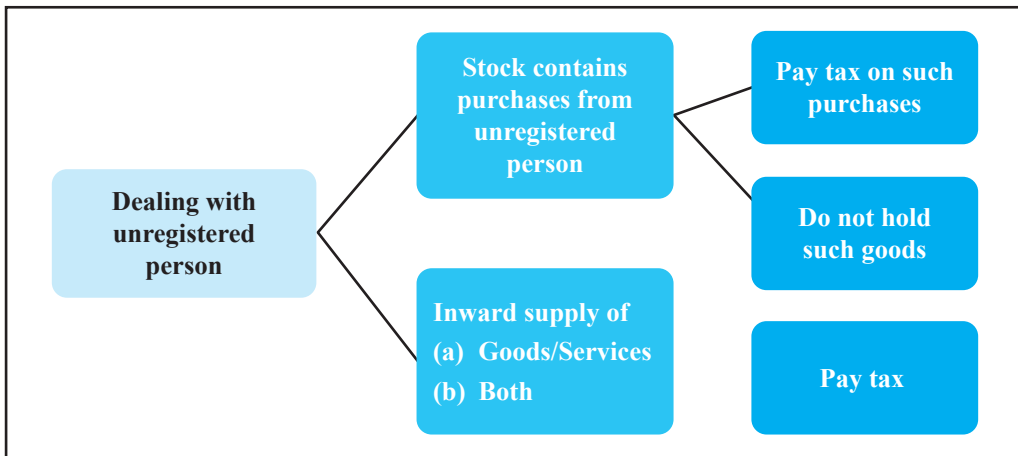 Dealing with
unregistered
person
Stock contains
purchases from
unregistered
person
Pay tax on such
purchases
Do not hold
such goods
Inward supply of
(a) Goods/Services
(b) Both
Pay tax